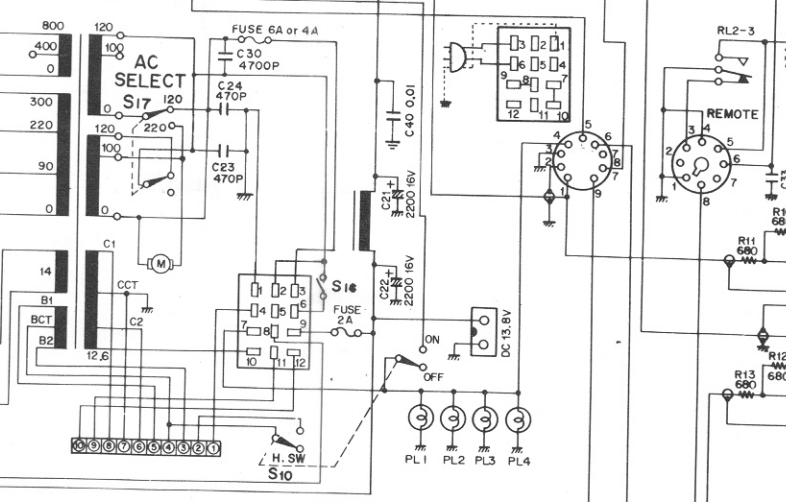 800
400
0
300
220
90
0
14
B1
BCT
B2
120
100
0
120
100
0
C1
CCT
C2
12,6
AC
SELECT
S17
120
220
M
FUSE 6A or 4A
C30
4700P
C24
470P
C23
470P
1 2 3
4 5 6
7 8 9
10 11 12
S16
FUSE
2A
10 9 8 7 6 5 4 3 2 1
H. SW
S10
C40 0,01
C21 +
2200 16V
C22 +
2200 16V
DC 13.8V
ON
OFF
PL1 PL2 PL3 PL4
3 2 1
6 5 4
9 8 7
12 11 10
5
4 6
3 7
2 8
7
1 9
RL2-3
REMOTE
3 4
5
2 6
1 7
8
C33
R11
680
R12
680
R13
680